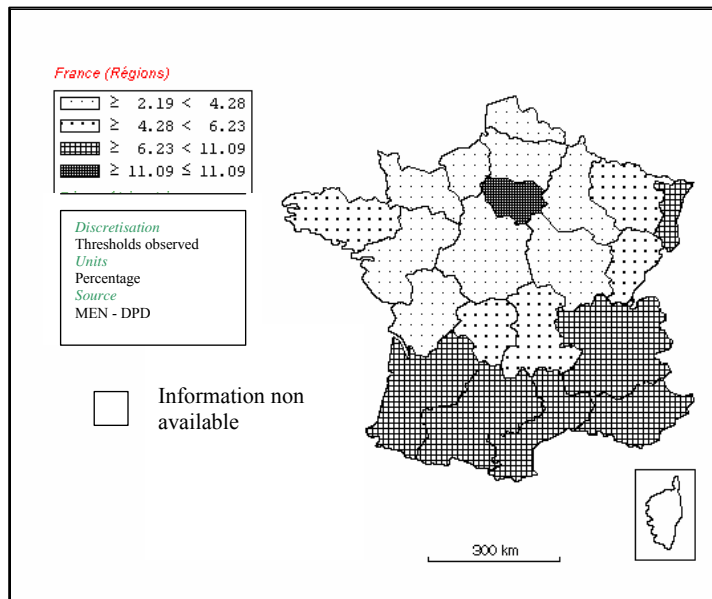 France (Régions)
≥ 2.19 < 4.28
≥ 4.28 < 6.23
≥ 6.23 < 11.09
≥ 11.09 ≤ 11.09
Discretisation
Thresholds observed
Units
Percentage
Source
MEN - DPD
Information non
available
300 km